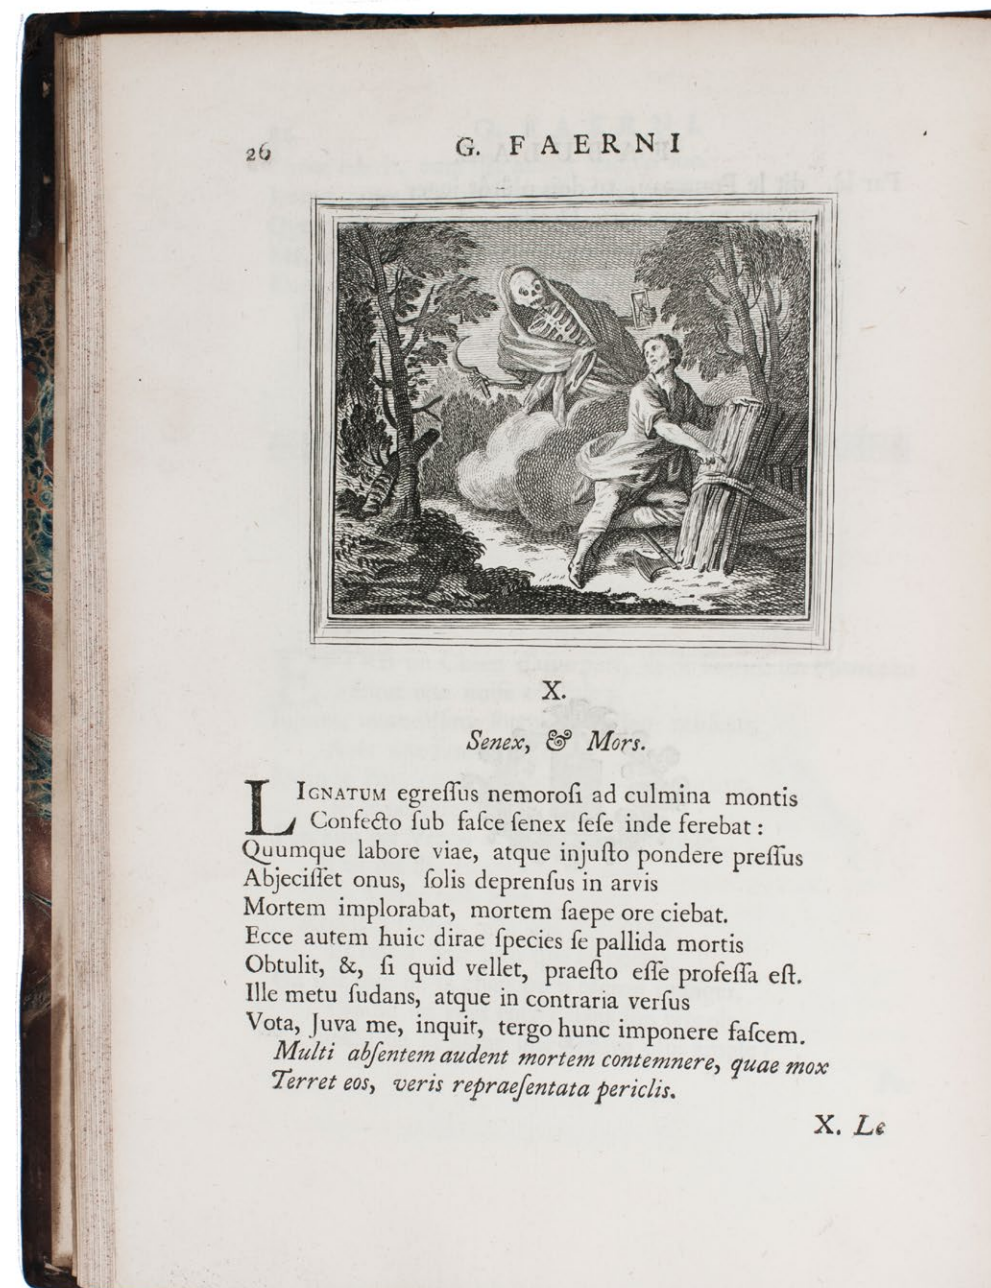 26
G. FAERNI
X.
Senex, & Mors.
LIGNATUM egreſſus nemoroſi ad culmina montis
Confecto ſub faſce ſenex ſeſe inde ferebat :
Quumque labore viae, atque injuſto pondere preſſus
Abjeciſſet onus, ſolis deprenſus in arvis
Mortem implorabat, mortem ſaepe ore ciebat.
Ecce autem huic dirae ſpecies ſe pallida mortis
Obtulit, &, ſi quid vellet, praeſto eſſe profeſſa eſt.
Ille metu ſudans, atque in contraria verſus
Vota, Juva me, inquit, tergo hunc imponere faſcem.
Multi abſentem audent mortem contemnere, quae mox
Terret eos, veris repraeſentata periclis.
X. Le